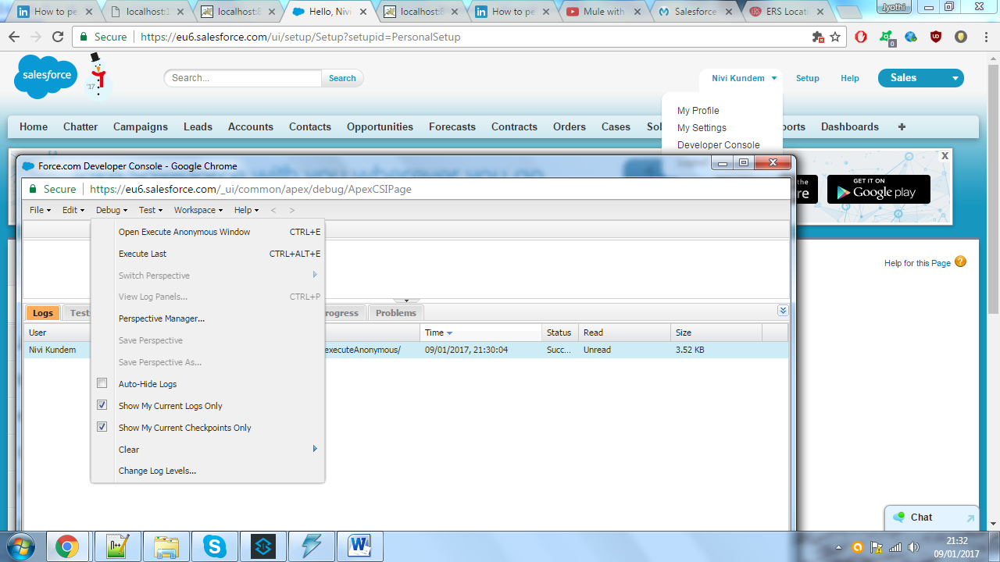 How to pe
localhost:1
localhost:8
Hello, Nivi
localhost:8
How to pe
Mule with
Salesforce
ERS Locati
Jyothi
Secure https://eu6.salesforce.com/ui/setup/Setup?setupid=PersonalSetup
0
salesforce
'17
Search...
Search
Nivi Kundem
Setup
Help
Sales
My Profile
My Settings
Developer Console
Home Chatter Campaigns Leads Accounts Contacts Opportunities Forecasts Contracts Orders Cases Sol ports Dashboards +
X
GET IT ON
Google play
Force.com Developer Console - Google Chrome
Secure https://eu6.salesforce.com/_ui/common/apex/debug/ApexCSIPage
File Edit Debug Test Workspace Help < >
Open Execute Anonymous Window CTRL+E
Execute Last CTRL+ALT+E
Switch Perspective
View Log Panels... CTRL+P
Perspective Manager...
Save Perspective
Save Perspective As...
Auto-Hide Logs
Show My Current Logs Only
Show My Current Checkpoints Only
Clear
Change Log Levels...
Help for this Page
Logs Test rogress Problems
User Time Status Read Size
Nivi Kundem executeAnonymous/ 09/01/2017, 21:30:04 Succ... Unread 3.52 KB
Chat
21:32
09/01/2017